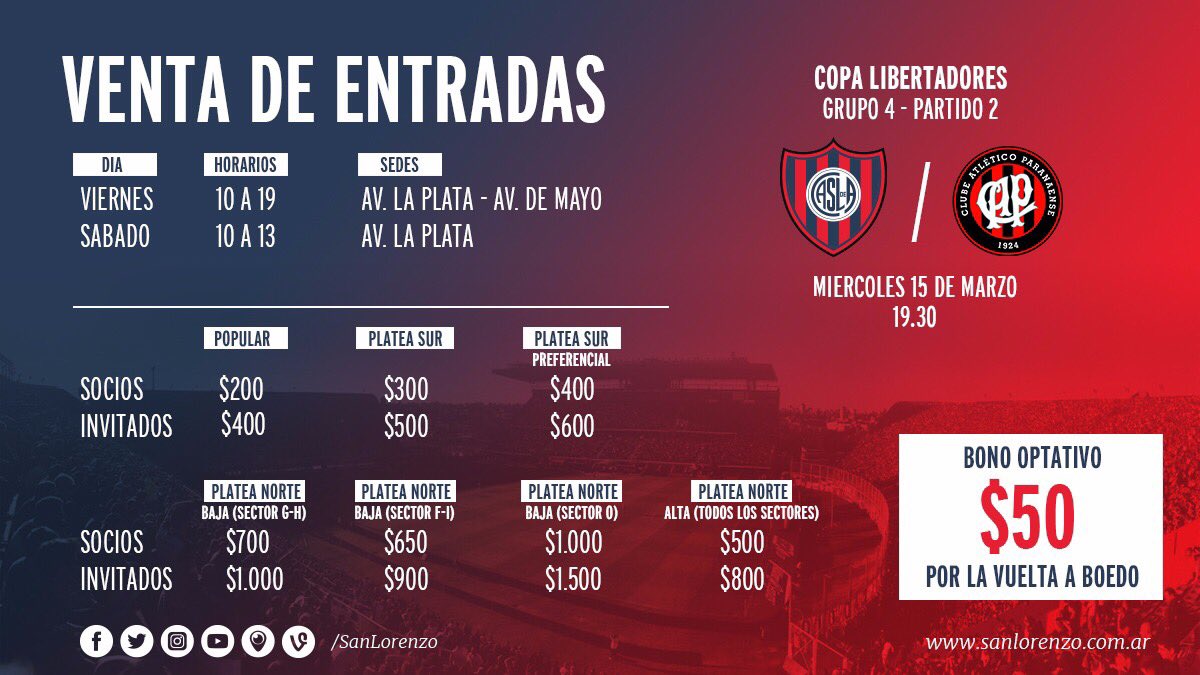 VENTA DE ENTRADAS
DIA HORARIOS SEDES
VIERNES 10 A 19 AV. LA PLATA - AV. DE MAYO
SABADO 10 A 13 AV. LA PLATA
COPA LIBERTADORES
GRUPO 4 - PARTIDO 2
CASLA
CLUBE ATLÉTICO PARANAENSE
CAP
1924
MIERCOLES 15 DE MARZO
19.30
POPULAR PLATEA SUR PLATEA SUR
PREFERENCIAL
SOCIOS $200 $300 $400
INVITADOS $400 $500 $600
PLATEA NORTE PLATEA NORTE PLATEA NORTE PLATEA NORTE
BAJA (SECTOR G-H) BAJA (SECTOR F-I) BAJA (SECTOR O) ALTA (TODOS LOS SECTORES)
SOCIOS $700 $650 $1.000 $500
INVITADOS $1.000 $900 $1.500 $800
BONO OPTATIVO
$50
POR LA VUELTA A BOEDO
/SanLorenzo
www.sanlorenzo.com.ar